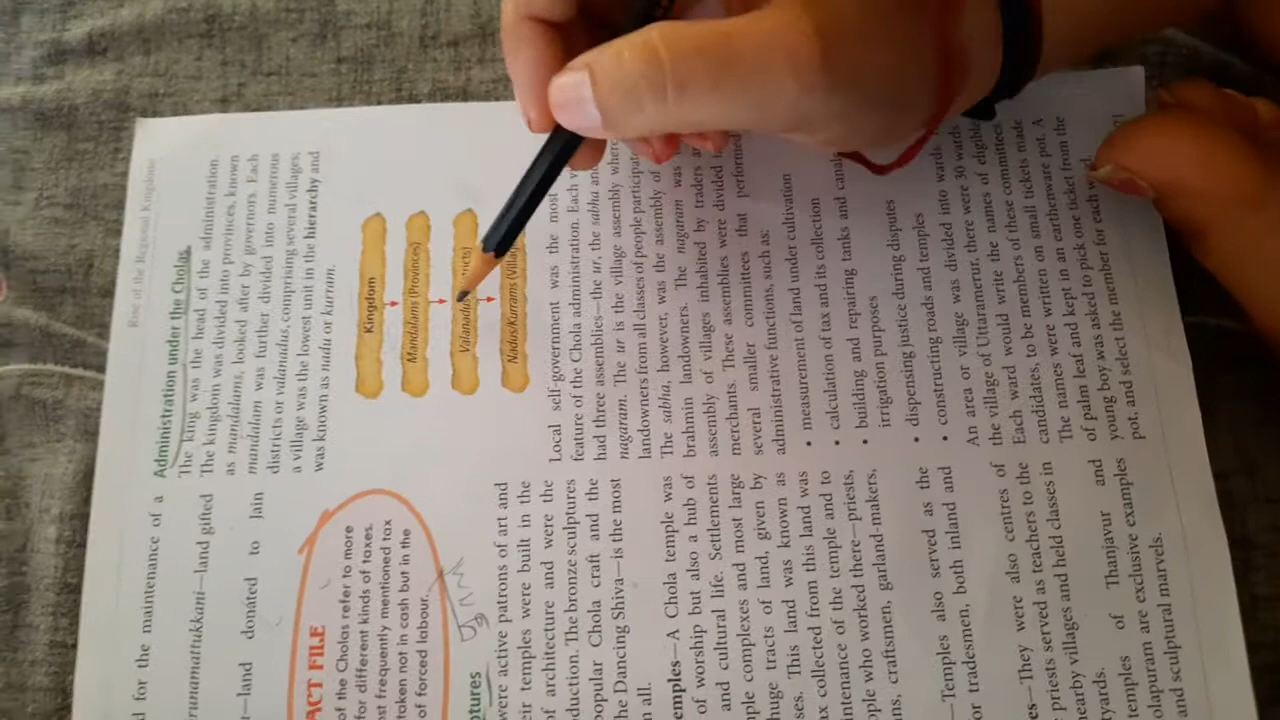 d for the maintenance of a
runamattukkani—land gifted
t—land donated to Jain
ACT FILE
of the Cholas refer to more
for different kinds of taxes.
st frequently mentioned tax
taken not in cash but in the
of forced labour.
tures
were active patrons of art and
eir temples were built in the
of architecture and were the
duction. The bronze sculptures
popular Chola craft and the
the Dancing Shiva—is the most
n all.
emples—A Chola temple was
of worship but also a hub of
and cultural life. Settlements
ple complexes and most large
huge tracts of land, given by
ses. This land was known as
ax collected from this land was
intenance of the temple and to
ople who worked there—priests,
ans, craftsmen, garland-makers,
—Temples also served as the
or tradesmen, both inland and
es—They were also centres of
priests served as teachers to the
nearby villages and held classes in
yards.
temples of Thanjavur and
olapuram are exclusive examples
and sculptural marvels.
Rise of the Regional Kingdoms
Administration under the Cholas
The king was the head of the administration.
The kingdom was divided into provinces, known
as mandalams, looked after by governors. Each
mandalam was further divided into numerous
districts or valanadus, comprising several villages;
a village was the lowest unit in the hierarchy and
was known as nadu or kurram.
Kingdom
Mandalams (Provinces)
Valanadus ricts)
Nadus/Kurrams (Villag
Local self-government was the most
feature of the Chola administration. Each v
had three assemblies—the ur, the sabha and
nagaram. The ur is the village assembly where
landowners from all classes of people participate
The sabha, however, was the assembly of
brahmin landowners. The nagaram was
assembly of villages inhabited by traders a
merchants. These assemblies were divided i
several smaller committees that performed
administrative functions, such as:
• measurement of land under cultivation
• calculation of tax and its collection
• building and repairing tanks and canals
irrigation purposes
• dispensing justice during disputes
• constructing roads and temples
An area or village was divided into wards.
the village of Uttaramerur, there were 30 wards.
Each ward would write the names of eligible
candidates, to be members of these committees.
The names were written on small tickets made
of palm leaf and kept in an earthenware pot. A
young boy was asked to pick one ticket from the
pot, and select the member for each ward.
21